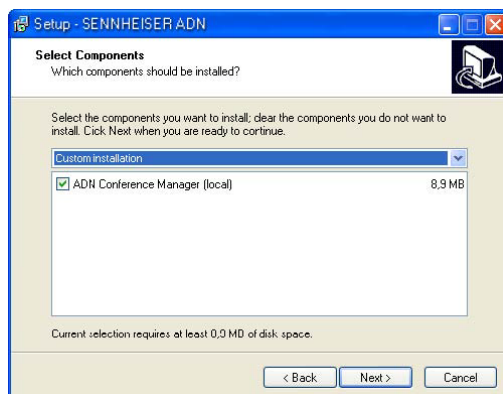 Setup - SENNHEISER ADN
Select Components
Which components should be installed?
Select the components you want to install; clear the components you do not want to
install. Click Next when you are ready to continue.
Custom installation
ADN Conference Manager (local) 8,9 MB
Current selection requires at least 0,9 MB of disk space.
< Back Next > Cancel